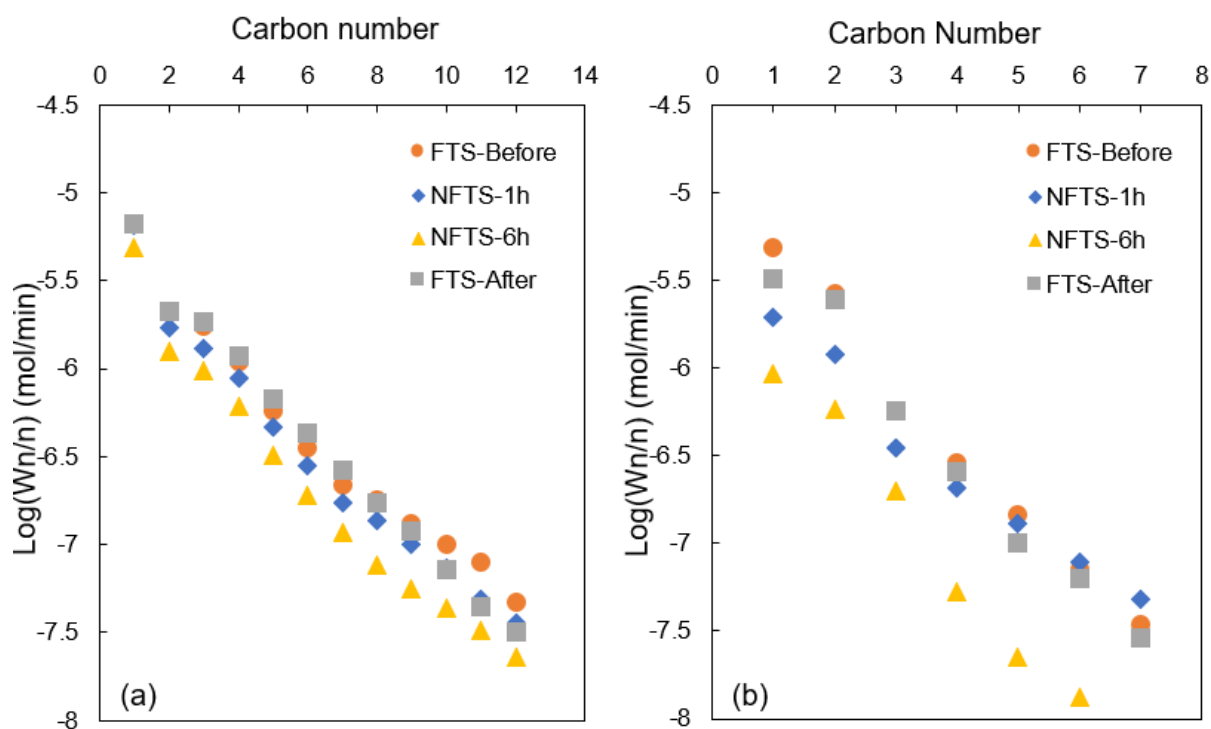 Carbon number
0 2 4 6 8 10 12 14
-4.5
-5
-5.5
-6
-6.5
-7
-7.5
-8
Log(Wn/n) (mol/min)
FTS-Before
NFTS-1h
NFTS-6h
FTS-After
(a)
Carbon Number
0 1 2 3 4 5 6 7 8
-4.5
-5
-5.5
-6
-6.5
-7
-7.5
-8
Log(Wn/n) (mol/min)
FTS-Before
NFTS-1h
NFTS-6h
FTS-After
(b)